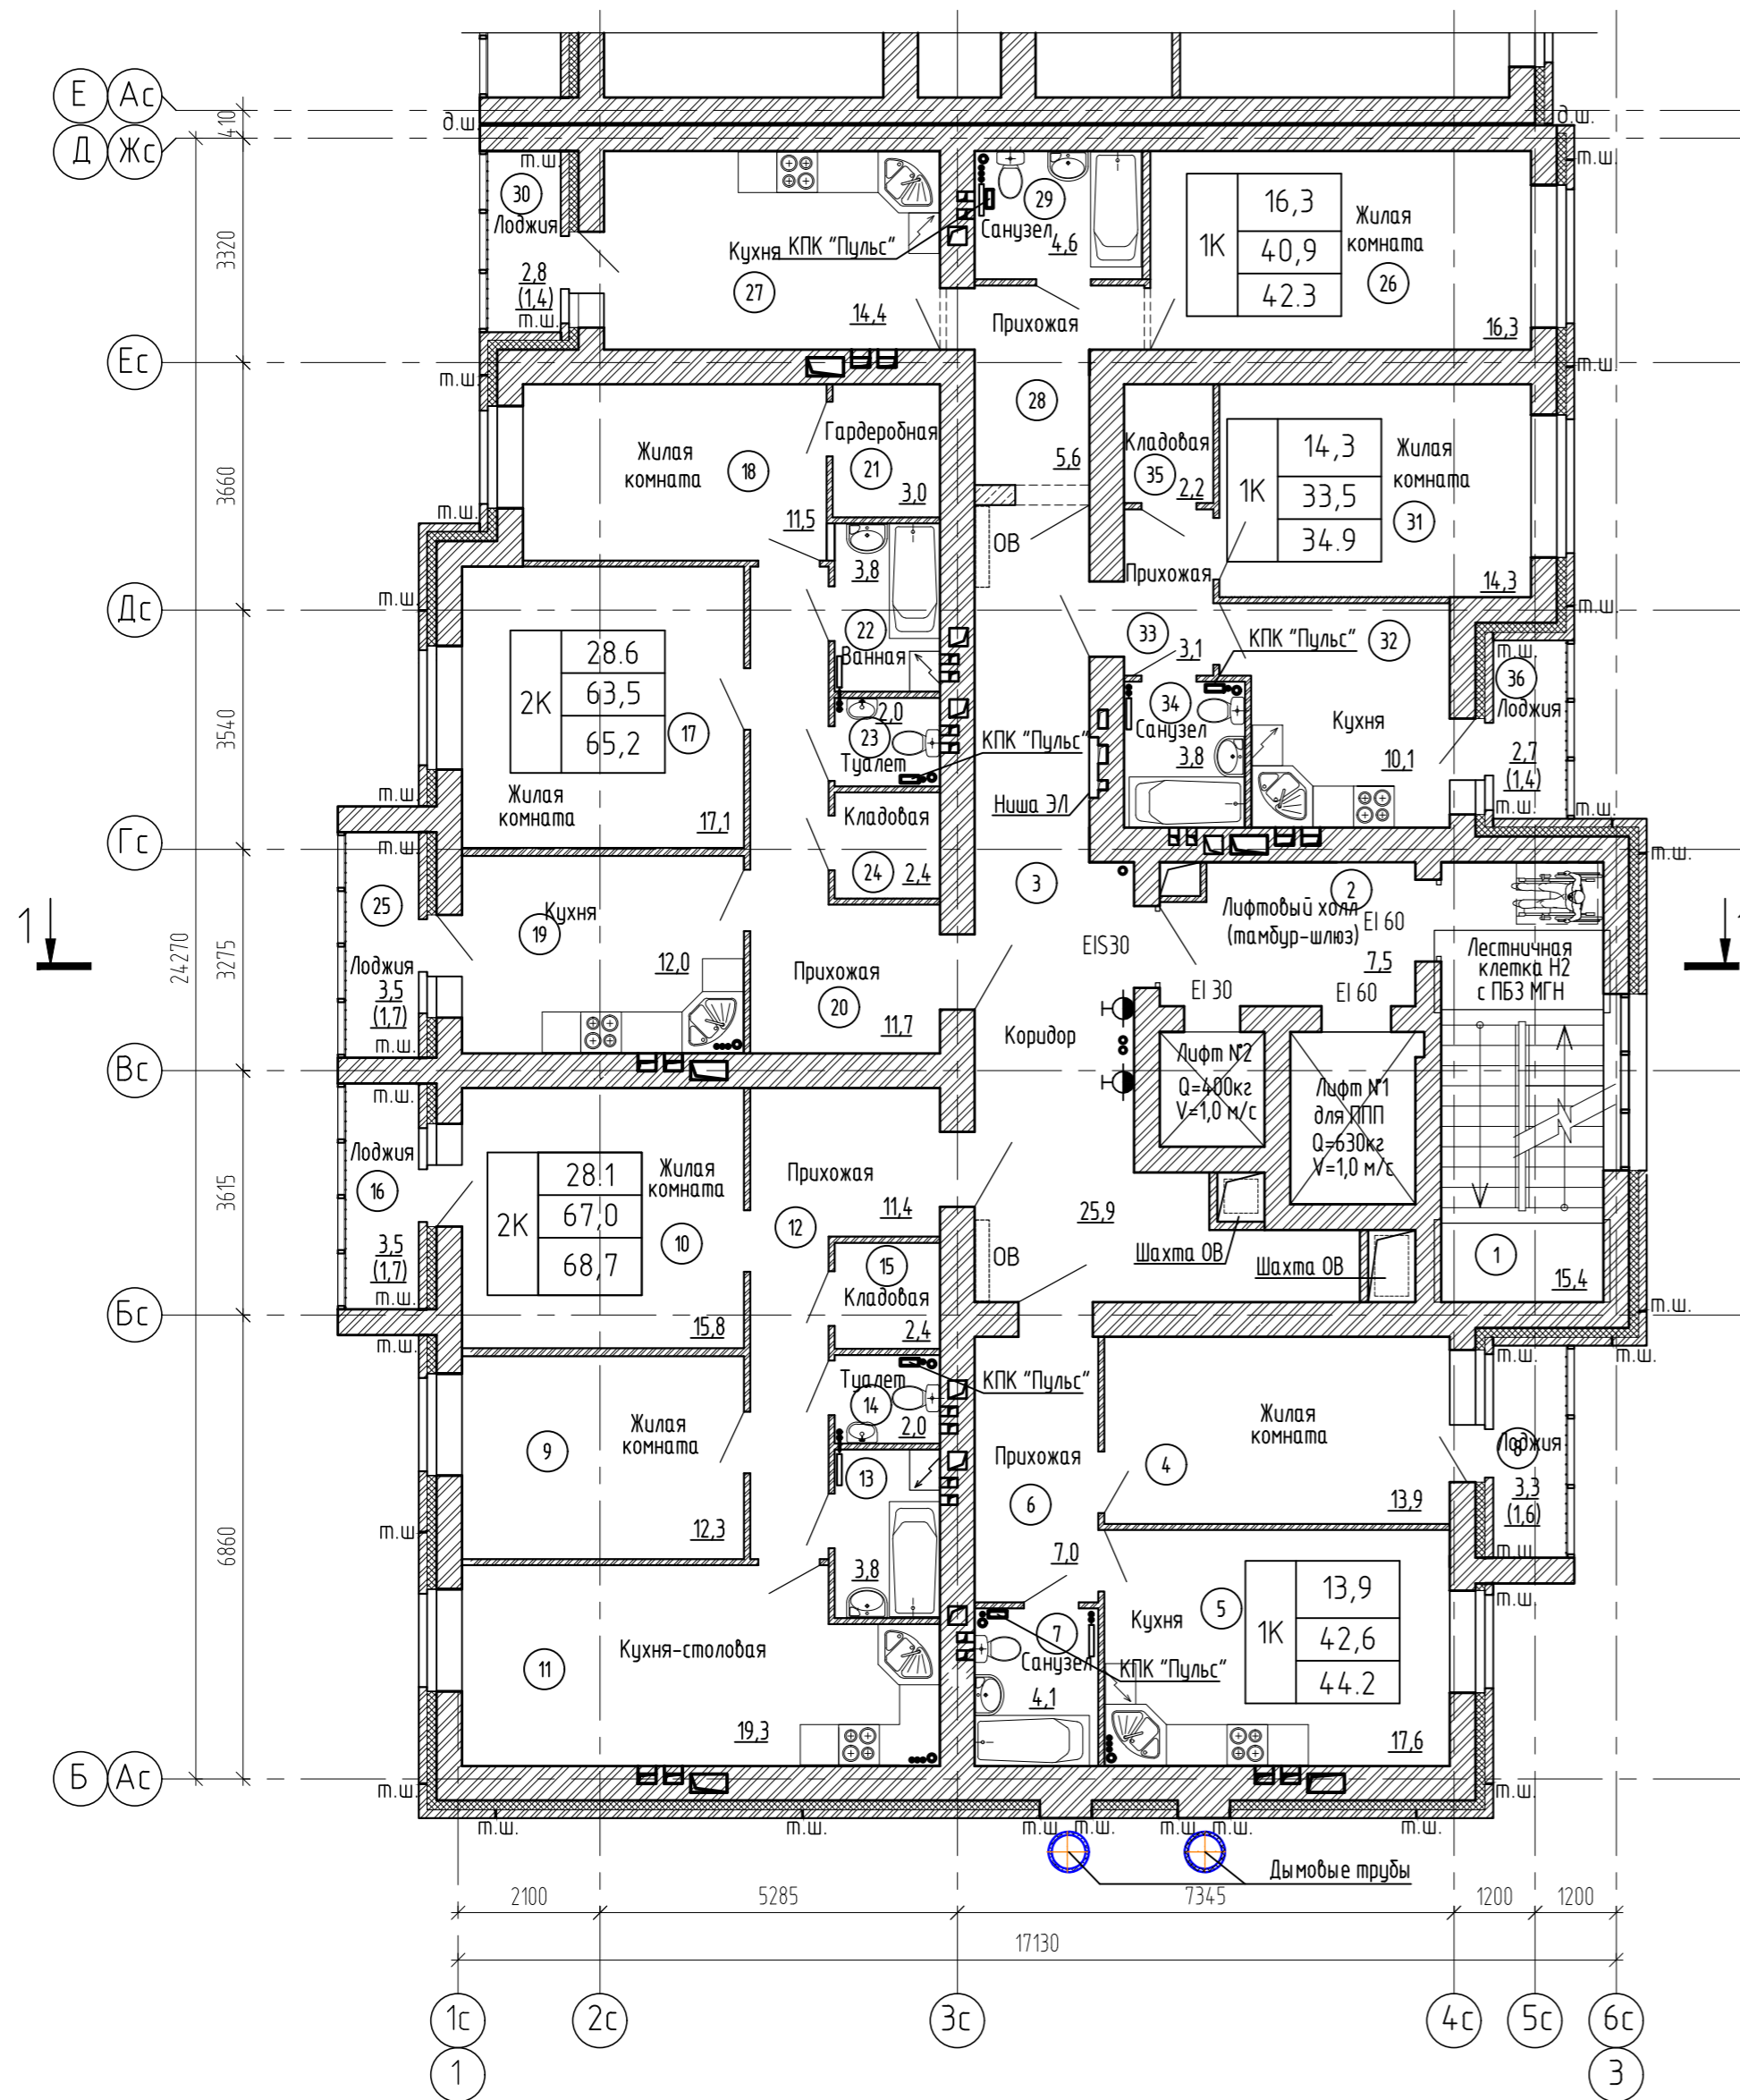 Е
Ас
Д
Жс
410
д.ш.
д.ш.
т.ш.
т.ш.
30
Лоджия
2,8
(1,4)
т.ш.
3320
Кухня
КПК "Пульс"
27
14,4
29
Санузел
4,6
Прихожая
1К
16,3
40,9
42.3
Жилая
комната
26
16,3
Ес
т.ш.
т.ш.
28
5,6
Жилая
комната
18
11,5
Гардеробная
21
3,0
Кладовая
35
2,2
1К
14,3
33,5
34.9
Жилая
комната
31
14,3
3660
т.ш.
ОВ
3,8
22
Ванная
Прихожая
33
3,1
КПК "Пульс"
32
Дс
т.ш.
т.ш.
т.ш.
36
Лоджия
2,7
(1,4)
т.ш.
т.ш.
2К
28.6
63,5
65,2
17
Жилая
комната
17,1
2,0
23
Туалет
КПК "Пульс"
34
Санузел
3,8
Кухня
10,1
Ниша ЭЛ
3540
т.ш.
Кладовая
24
2,4
Гс
т.ш.
т.ш.
3
2
Лифтовый холл
(тамбур-шлюз)
EI 60
7,5
EIS30
EI 30
EI 60
Лестничная
клетка Н2
с ПБЗ МГН
25
Лоджия
3,5
(1,7)
т.ш.
Кухня
19
12,0
Прихожая
20
11,7
1
1
24270
3275
Коридор
Лифт №2
Q=400кг
V=1,0 м/с
Лифт №1
для ППП
Q=630кг
V=1,0 м/с
Вс
т.ш.
Лоджия
16
3,5
(1,7)
т.ш.
2К
28.1
67,0
68,7
Жилая
комната
10
15,8
Прихожая
12
11,4
25,9
ОВ
Шахта ОВ
Шахта ОВ
1
15,4
3615
15
Кладовая
2,4
Бс
т.ш.
т.ш.
т.ш.
т.ш.
Туалет
14
2,0
КПК "Пульс"
9
Жилая
комната
12,3
13
3,8
Прихожая
6
7,0
Жилая
комната
4
13,9
8
Лоджия
3,3
(1,6)
т.ш
т.ш.
т.ш
6860
Кухня-столовая
11
19,3
7
Санузел
4,1
КПК "Пульс"
Кухня
5
1К
13,9
42,6
44.2
17,6
Б
Ас
т.ш.
т.ш.
т.ш.
т.ш.
т.ш.
т.ш.
т.ш.
т.ш.
т.ш.
Дымовые трубы
2100
5285
7345
1200
1200
17130
1с
2с
3с
4с
5с
6с
1
3